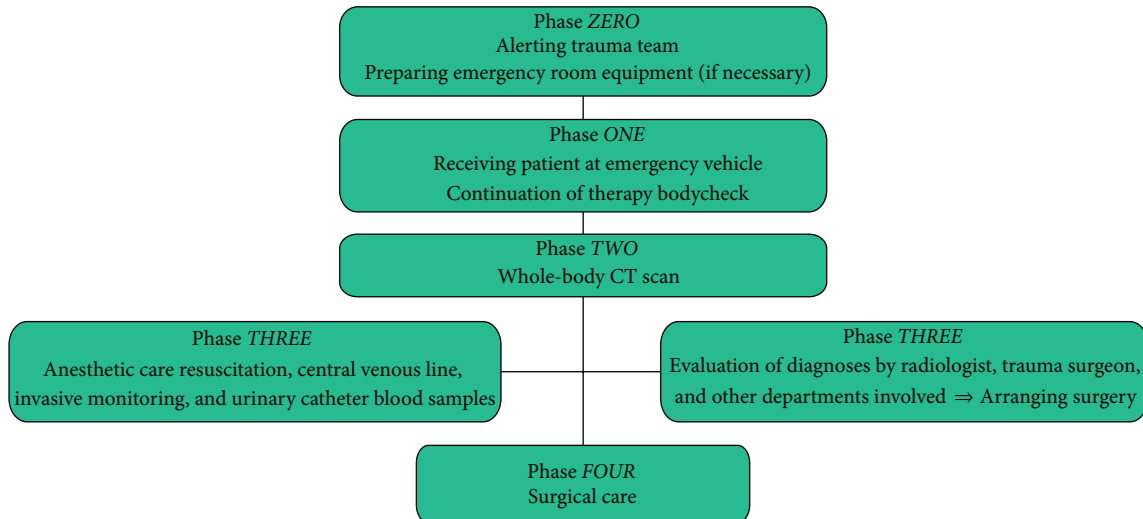 Phase ZERO
Alerting trauma team
Preparing emergency room equipment (if necessary)
Phase ONE
Receiving patient at emergency vehicle
Continuation of therapy bodycheck
Phase TWO
Whole-body CT scan
Phase THREE
Anesthetic care resuscitation, central venous line,
invasive monitoring, and urinary catheter blood samples
Phase THREE
Evaluation of diagnoses by radiologist, trauma surgeon,
and other departments involved ⇒ Arranging surgery
Phase FOUR
Surgical care